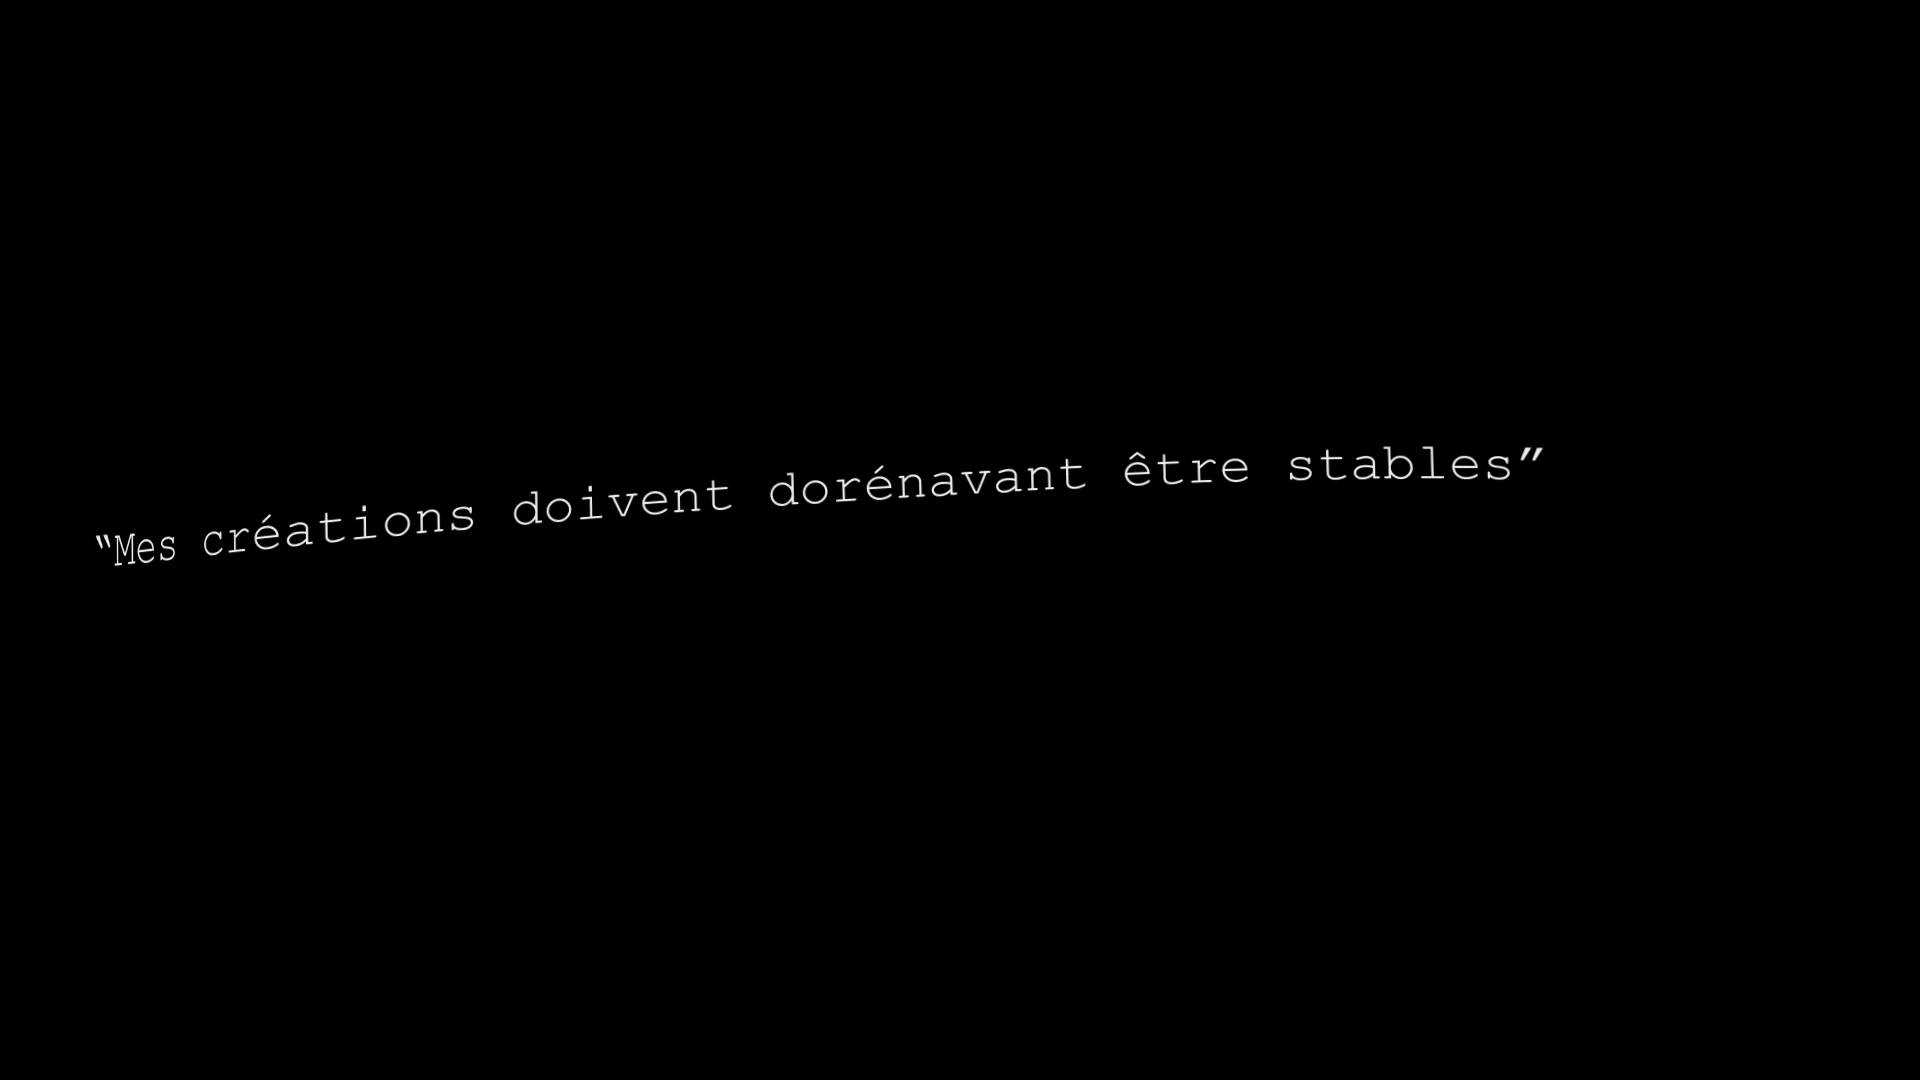 “Mes créations doivent dorénavant être stables”